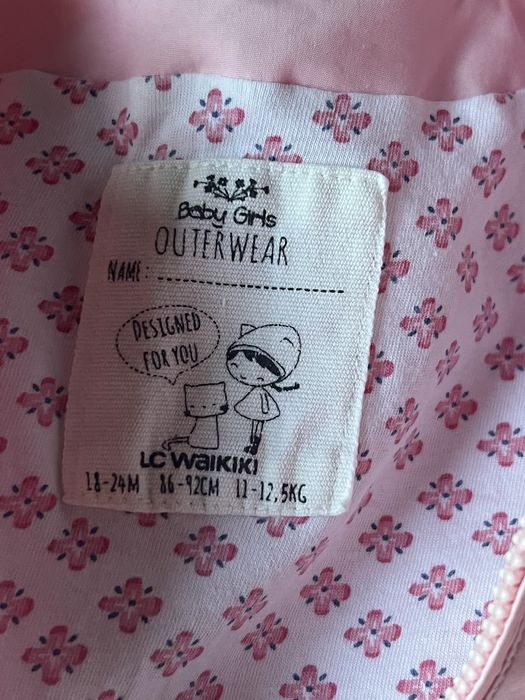 Baby Girls
OUTERWEAR
NAME:
DESIGNED
FOR YOU
LC WAIKIKI
18-24M 86-92CM 11-12,5KG